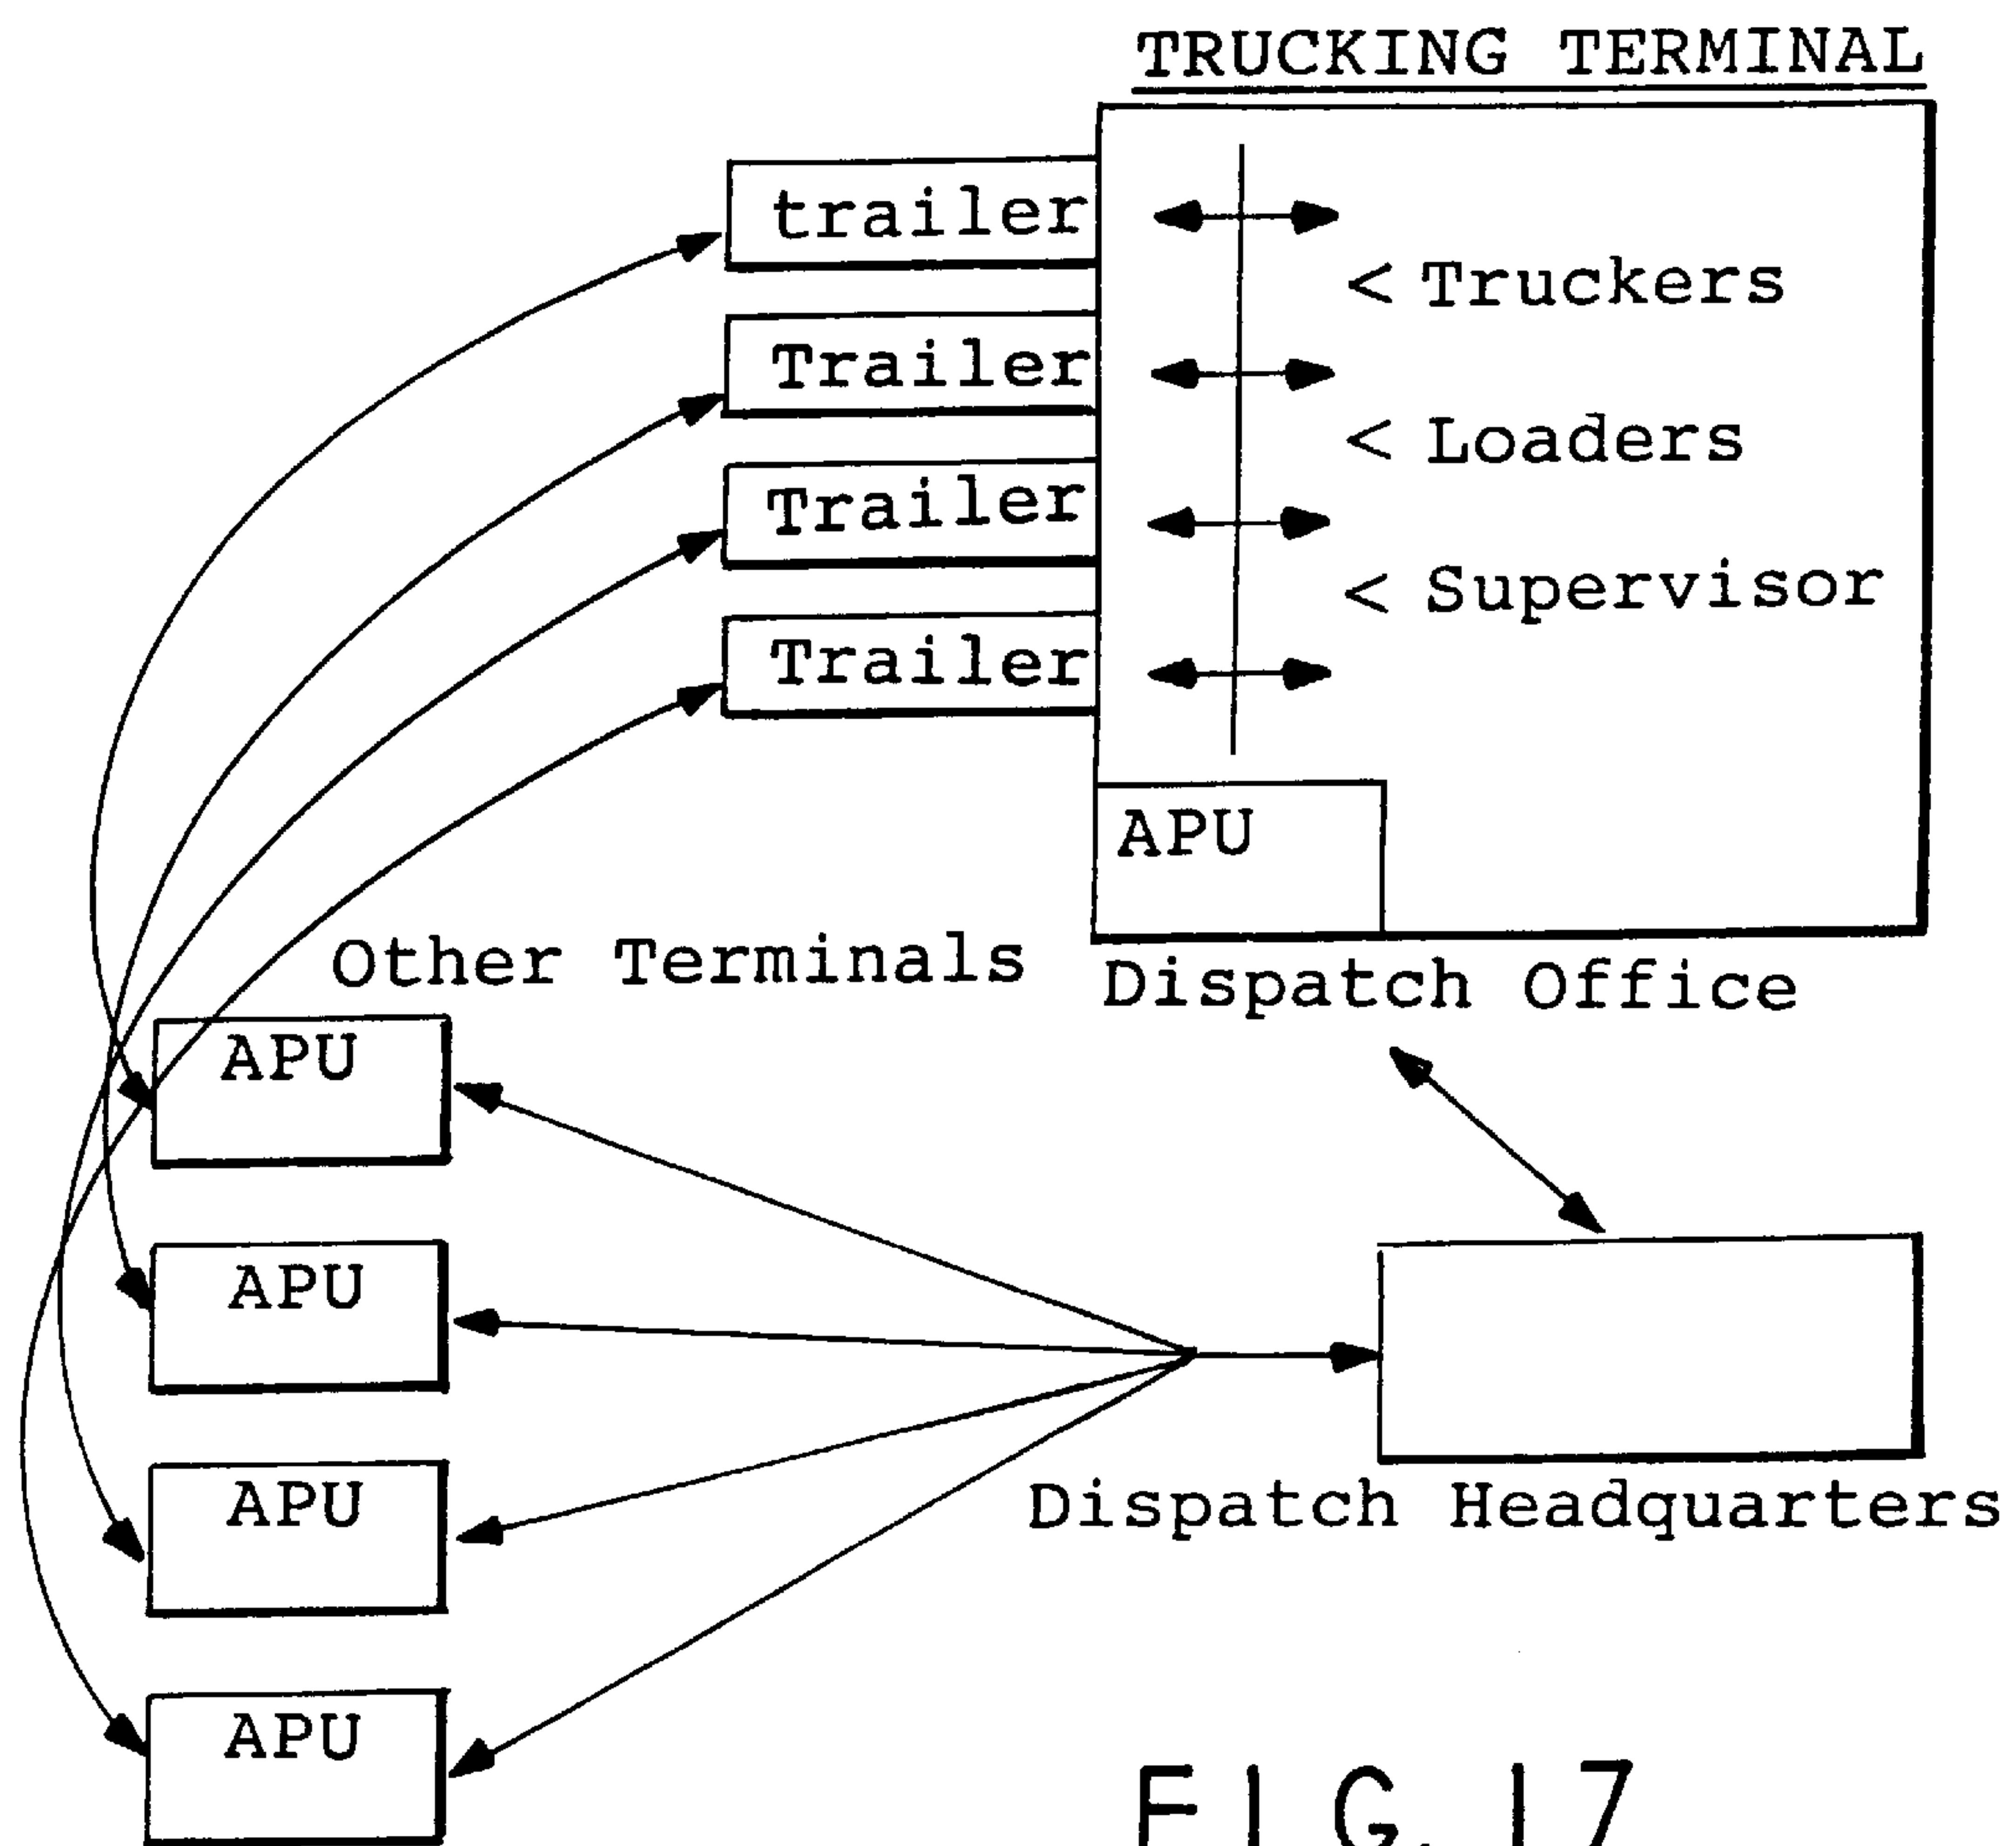 TRUCKING TERMINAL
trailer
< Truckers
Trailer
< Loaders
Trailer
< Supervisor
Trailer
APU
Other Terminals
Dispatch Office
APU
APU
APU
Dispatch Headquarters
APU
FIG. 17